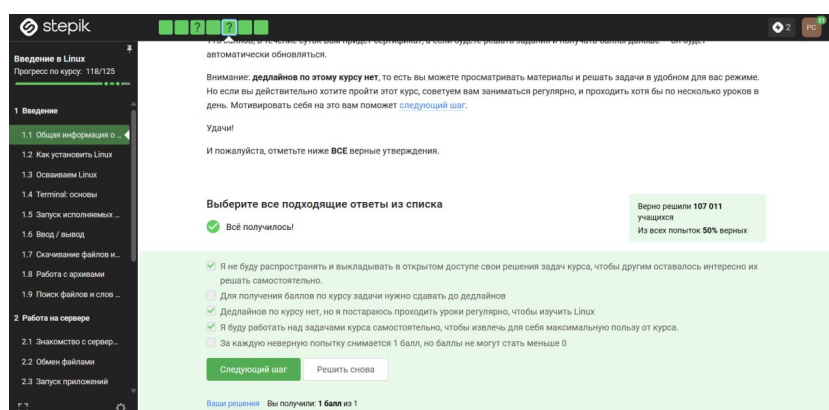 stepik
?
?
2
PC
21
Введение в Linux
Прогресс по курсу: 118/125
1 Введение
1.1 Общая информация о ...
1.2 Как установить Linux
1.3 Осваиваем Linux
1.4 Terminal: основы
1.5 Запуск исполняемых ...
1.6 Ввод / вывод
1.7 Скачивание файлов и...
1.8 Работа с архивами
1.9 Поиск файлов и слов ...
2 Работа на сервере
2.1 Знакомство с сервер...
2.2 Обмен файлами
2.3 Запуск приложений
автоматически обновляться.
Внимание: дедлайнов по этому курсу нет, то есть вы можете просматривать материалы и решать задачи в удобном для вас режиме.
Но если вы действительно хотите пройти этот курс, советуем вам заниматься регулярно, и проходить хотя бы по несколько уроков в
день. Мотивировать себя на это вам поможет следующий шаг.
Удачи!
И пожалуйста, отметьте ниже ВСЕ верные утверждения.
Выберите все подходящие ответы из списка
Всё получилось!
Верно решили 107 011
учащихся
Из всех попыток 50% верных
Я не буду распространять и выкладывать в открытом доступе свои решения задач курса, чтобы другим оставалось интересно их
решать самостоятельно.
Для получения баллов по курсу задачи нужно сдавать до дедлайнов
Дедлайнов по курсу нет, но я постараюсь проходить уроки регулярно, чтобы изучить Linux
Я буду работать над задачами курса самостоятельно, чтобы извлечь для себя максимальную пользу от курса.
За каждую неверную попытку снимается 1 балл, но баллы не могут стать меньше 0
Следующий шаг
Решить снова
Ваши решения Вы получили: 1 балл из 1